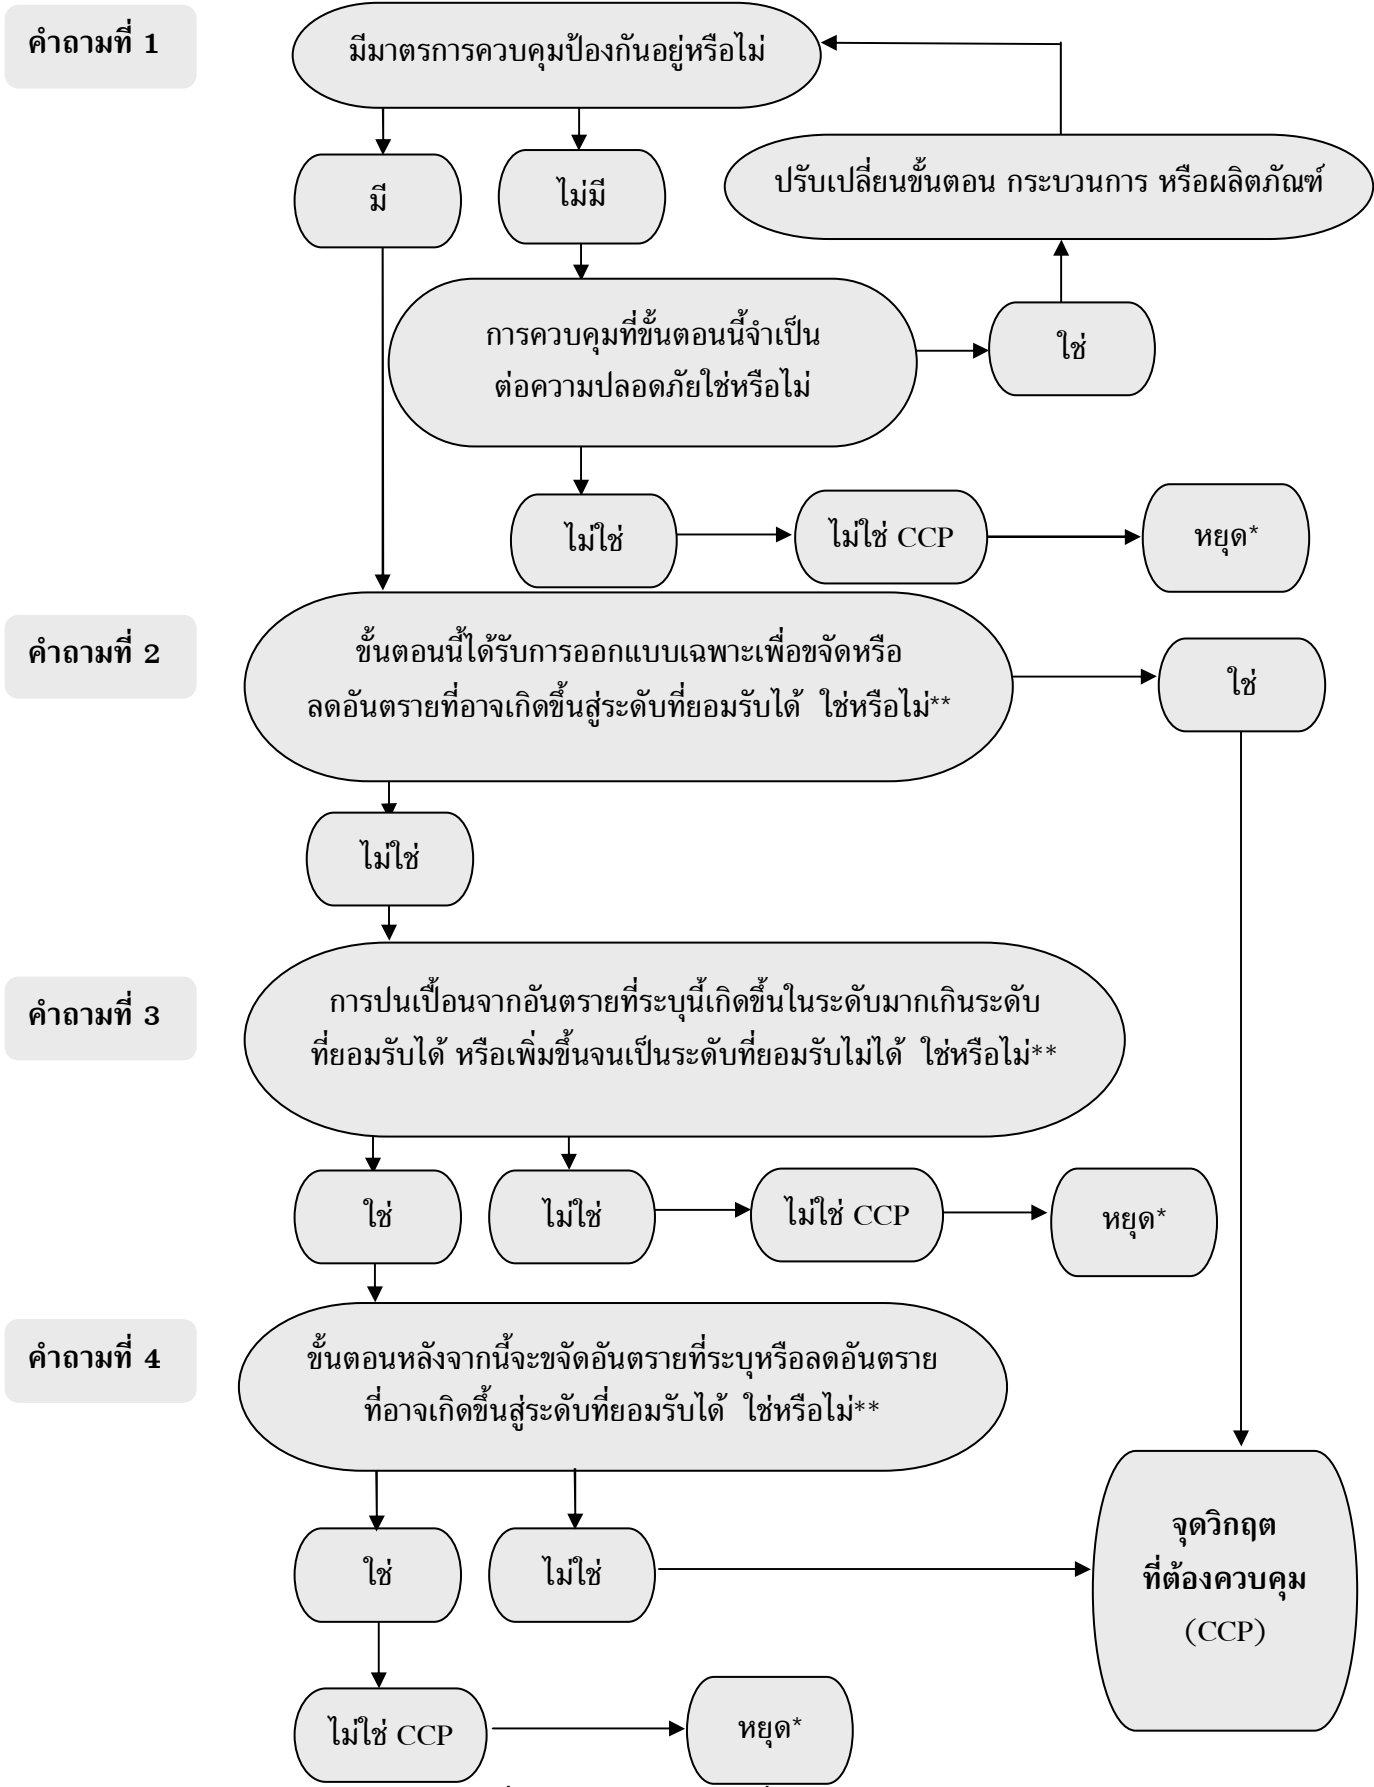 คำถามที่ 1
มีมาตรการควบคุมป้องกันอยู่หรือไม่
มี
ไม่มี
ปรับเปลี่ยนขั้นตอน กระบวนการ หรือผลิตภัณฑ์
การควบคุมที่ขั้นตอนนี้จำเป็น
ต่อความปลอดภัยใช่หรือไม่
ใช่
ไม่ใช่
ไม่ใช่ CCP
หยุด*
คำถามที่ 2
ขั้นตอนนี้ได้รับการออกแบบเฉพาะเพื่อขจัดหรือ
ลดอันตรายที่อาจเกิดขึ้นสู่ระดับที่ยอมรับได้ ใช่หรือไม่**
ใช่
ไม่ใช่
คำถามที่ 3
การปนเปื้อนจากอันตรายที่ระบุนี้เกิดขึ้นในระดับมากเกินระดับ
ที่ยอมรับได้ หรือเพิ่มขึ้นจนเป็นระดับที่ยอมรับไม่ได้ ใช่หรือไม่**
ใช่
ไม่ใช่
ไม่ใช่ CCP
หยุด*
คำถามที่ 4
ขั้นตอนหลังจากนี้จะขจัดอันตรายที่ระบุหรือลดอันตราย
ที่อาจเกิดขึ้นสู่ระดับที่ยอมรับได้ ใช่หรือไม่**
ใช่
ไม่ใช่
จุดวิกฤต
ที่ต้องควบคุม
(CCP)
ไม่ใช่ CCP
หยุด*